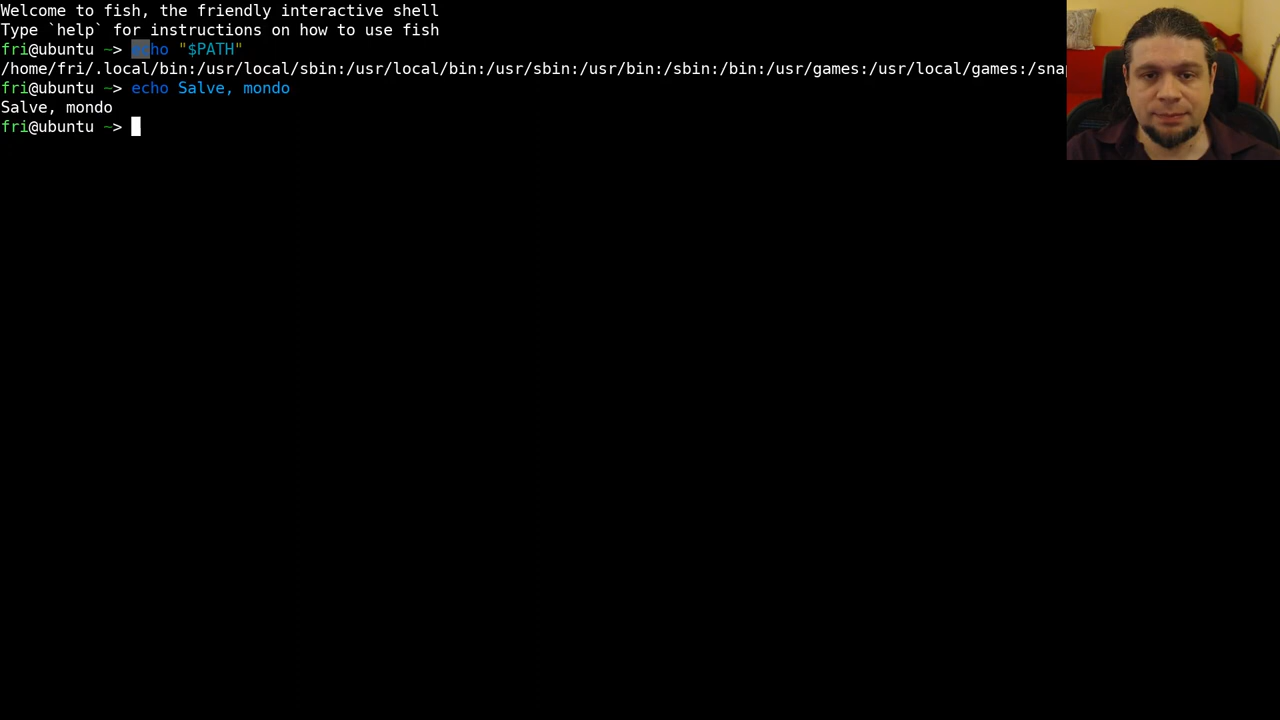 Welcome to fish, the friendly interactive shell
Type `help` for instructions on how to use fish
fri@ubuntu ~> echo "$PATH"
/home/fri/.local/bin:/usr/local/sbin:/usr/local/bin:/usr/sbin:/usr/bin:/sbin:/bin:/usr/games:/usr/local/games:/snap
fri@ubuntu ~> echo Salve, mondo
Salve, mondo
fri@ubuntu ~>